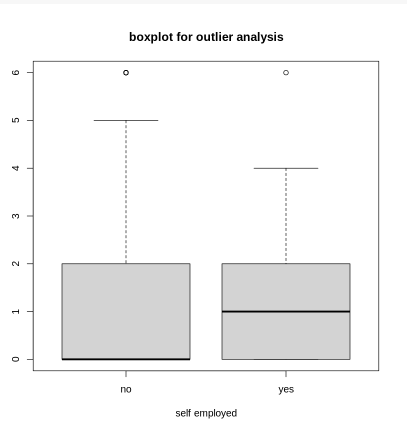 boxplot for outlier analysis
6
5
4
3
2
1
0
no yes
self employed